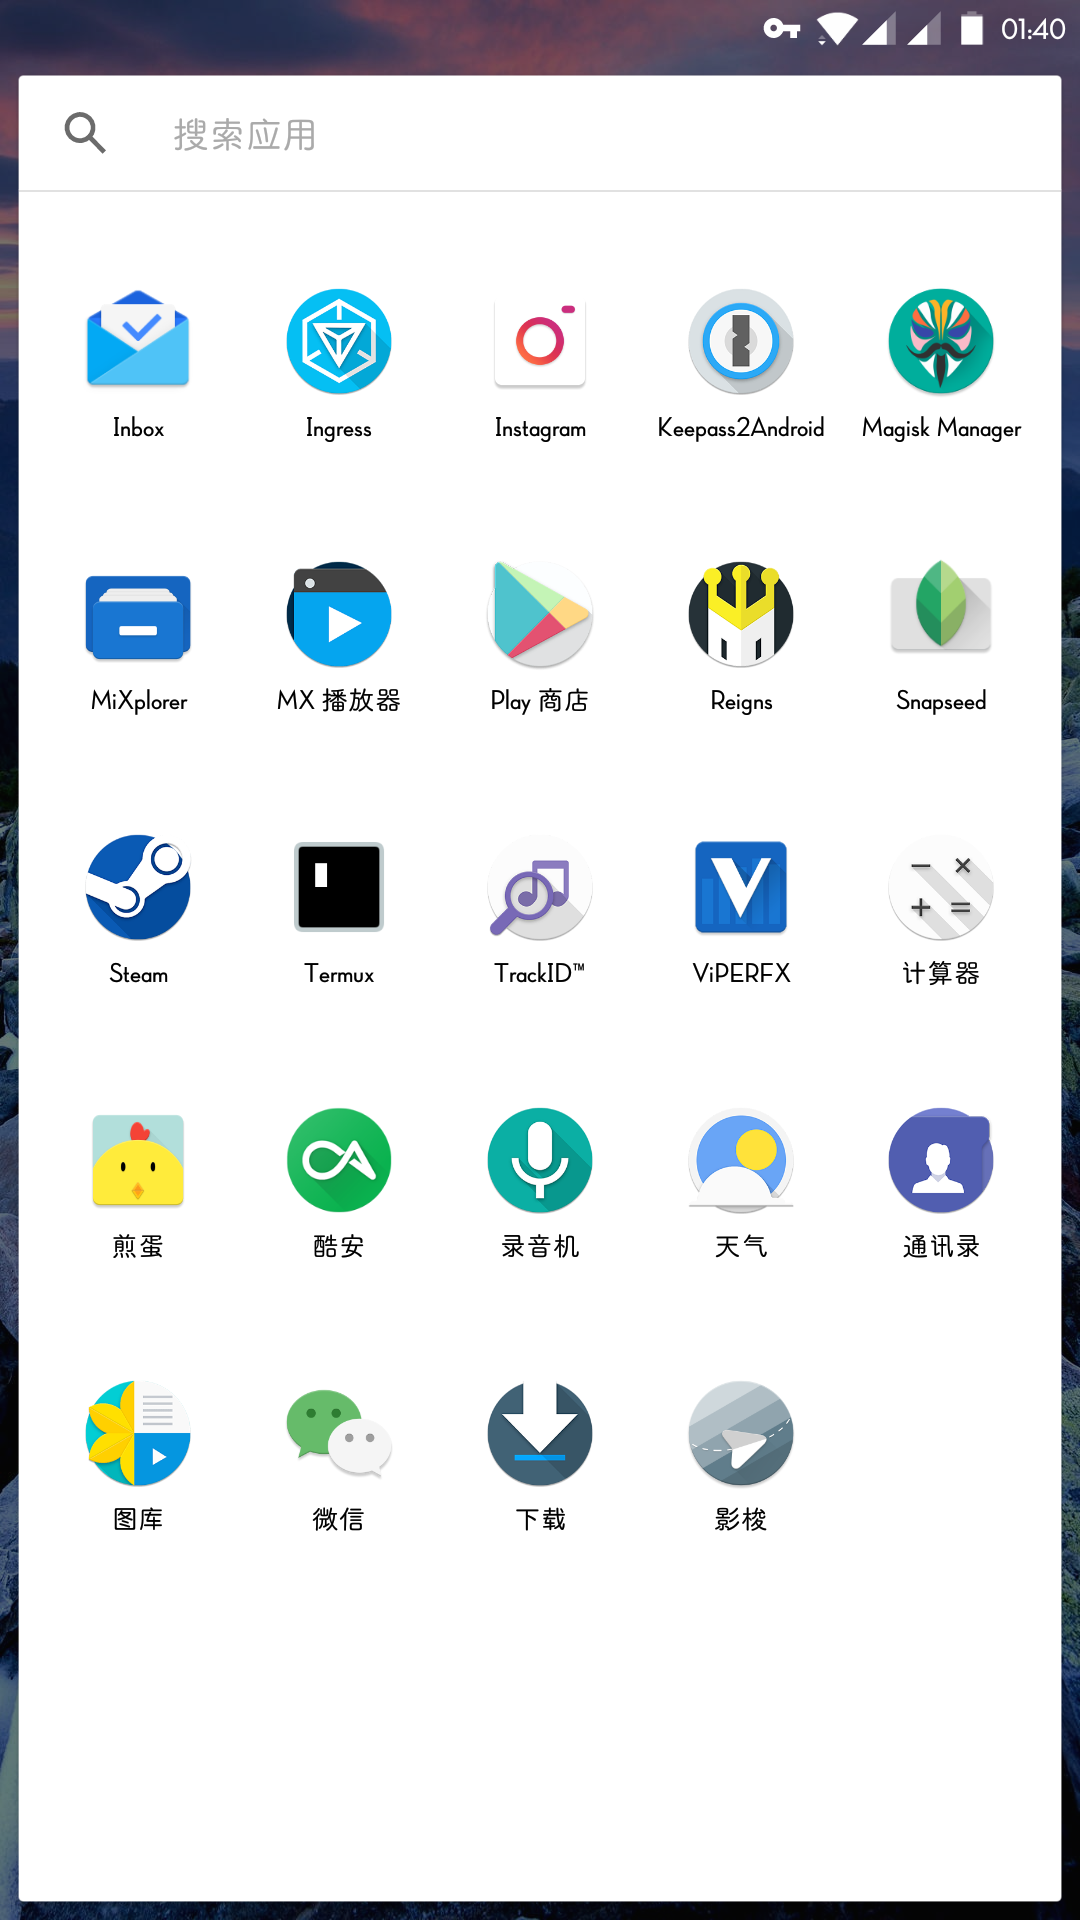 01:40
搜索应用
Inbox
Ingress
Instagram
Keepass2Android
Magisk Manager
MiXplorer
MX 播放器
Play 商店
Reigns
Snapseed
Steam
Termux
TrackID™
ViPERFX
计算器
煎蛋
酷安
录音机
天气
通讯录
图库
微信
下载
影梭